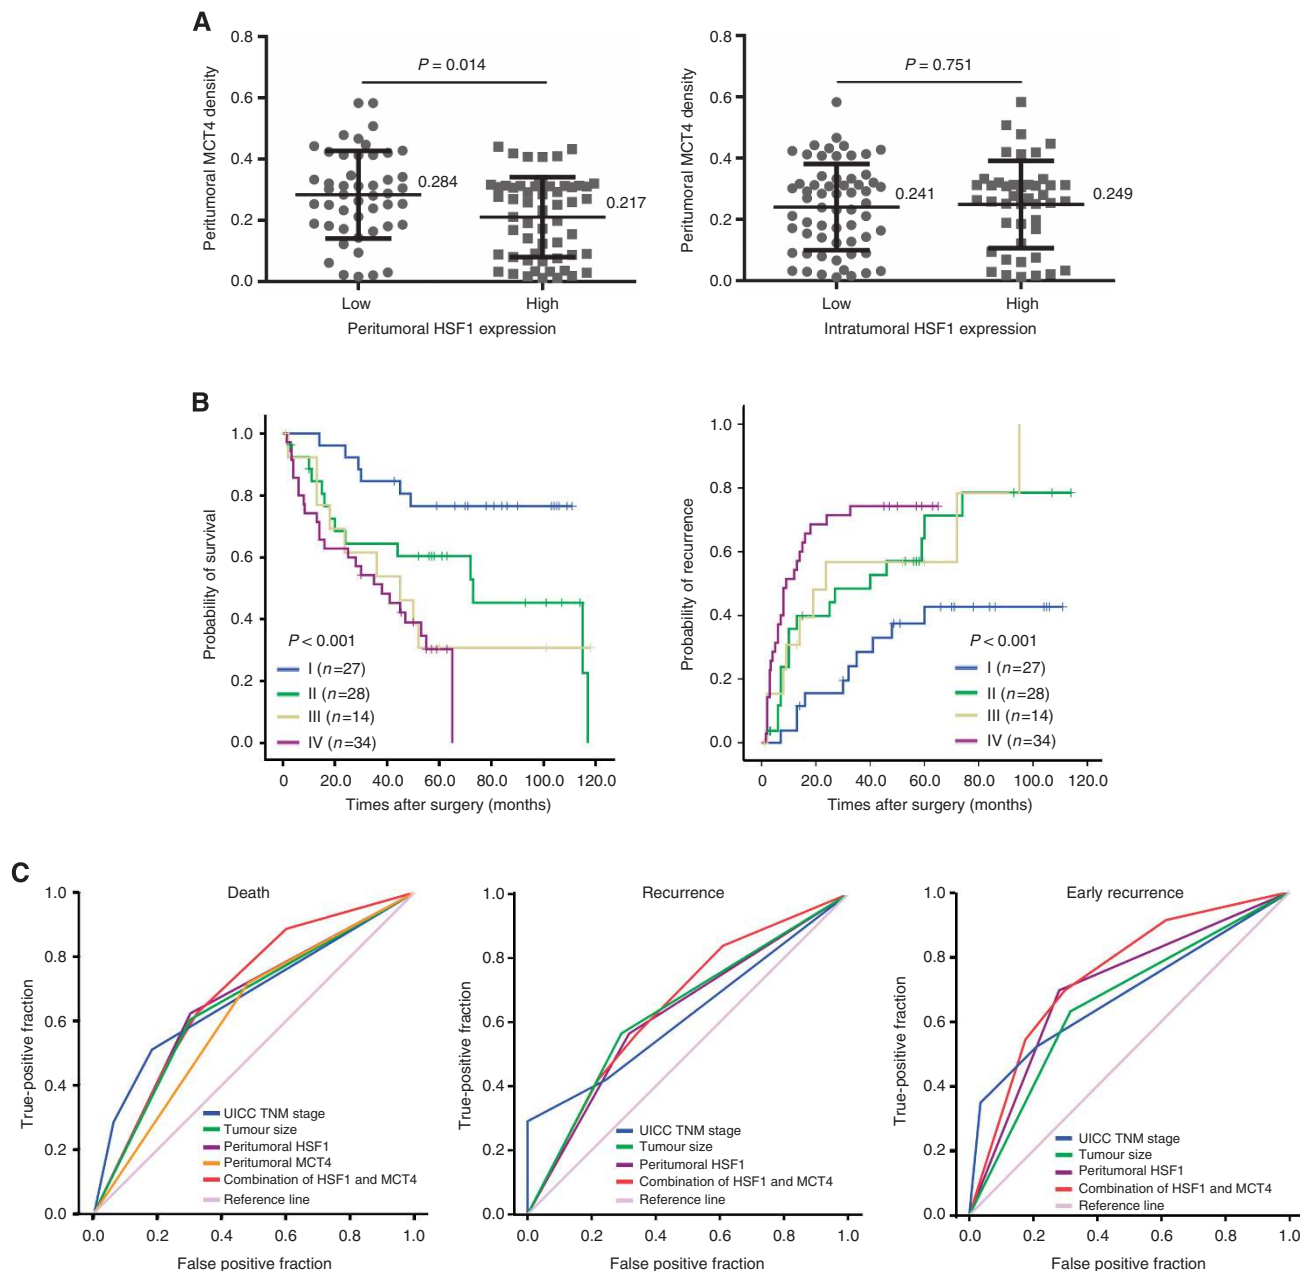 A
0.8
0.6
0.4
0.2
0.0
Peritumoral MCT4 density
P = 0.014
0.284
0.217
Low
High
Peritumoral HSF1 expression
0.8
0.6
0.4
0.2
0.0
Peritumoral MCT4 density
P = 0.751
0.241
0.249
Low
High
Intratumoral HSF1 expression
B
1.0
0.8
0.6
0.4
0.2
0.0
Probability of survival
P < 0.001
I (n=27)
II (n=28)
III (n=14)
IV (n=34)
0 20.0 40.0 60.0 80.0 100.0 120.0
Times after surgery (months)
1.0
0.8
0.6
0.4
0.2
0.0
Probability of recurrence
P < 0.001
I (n=27)
II (n=28)
III (n=14)
IV (n=34)
0 20.0 40.0 60.0 80.0 100.0 120.0
Times after surgery (months)
C
Death
1.0
0.8
0.6
0.4
0.2
0.0
True-positive fraction
UICC TNM stage
Tumour size
Peritumoral HSF1
Peritumoral MCT4
Combination of HSF1 and MCT4
Reference line
0.0 0.2 0.4 0.6 0.8 1.0
False positive fraction
Recurrence
1.0
0.8
0.6
0.4
0.2
0.0
True-positive fraction
UICC TNM stage
Tumour size
Peritumoral HSF1
Combination of HSF1 and MCT4
Reference line
0.0 0.2 0.4 0.6 0.8 1.0
False positive fraction
Early recurrence
1.0
0.8
0.6
0.4
0.2
0.0
True-positive fraction
UICC TNM stage
Tumour size
Peritumoral HSF1
Combination of HSF1 and MCT4
Reference line
0.0 0.2 0.4 0.6 0.8 1.0
False positive fraction